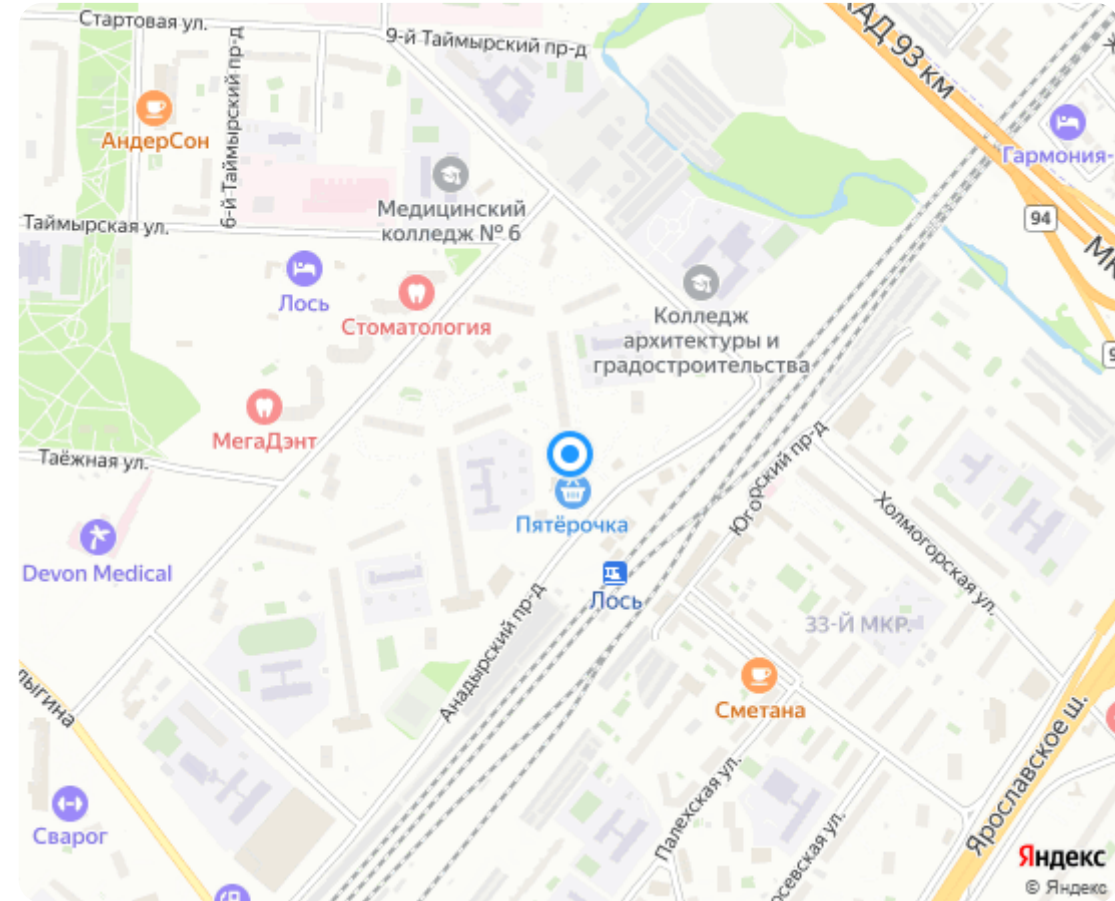 Стартовая ул.
9-й Таймырский пр-д
КАД 93 км
АндерСон
6-й Таймырский пр-д
Гармония-
Медицинский
колледж № 6
94
Таймырская ул.
Лось
Стоматология
Колледж
архитектуры и
градостроительства
МегаДэнт
Таёжная ул.
Югорский пр-д
Пятёрочка
Холмогорская ул.
Devon Medical
Лось
Анадырский пр-д
33-Й МКР.
Сметана
лыгина
Ярославское ш.
Палехская ул.
Сварог
Яндекс
© Яндекс